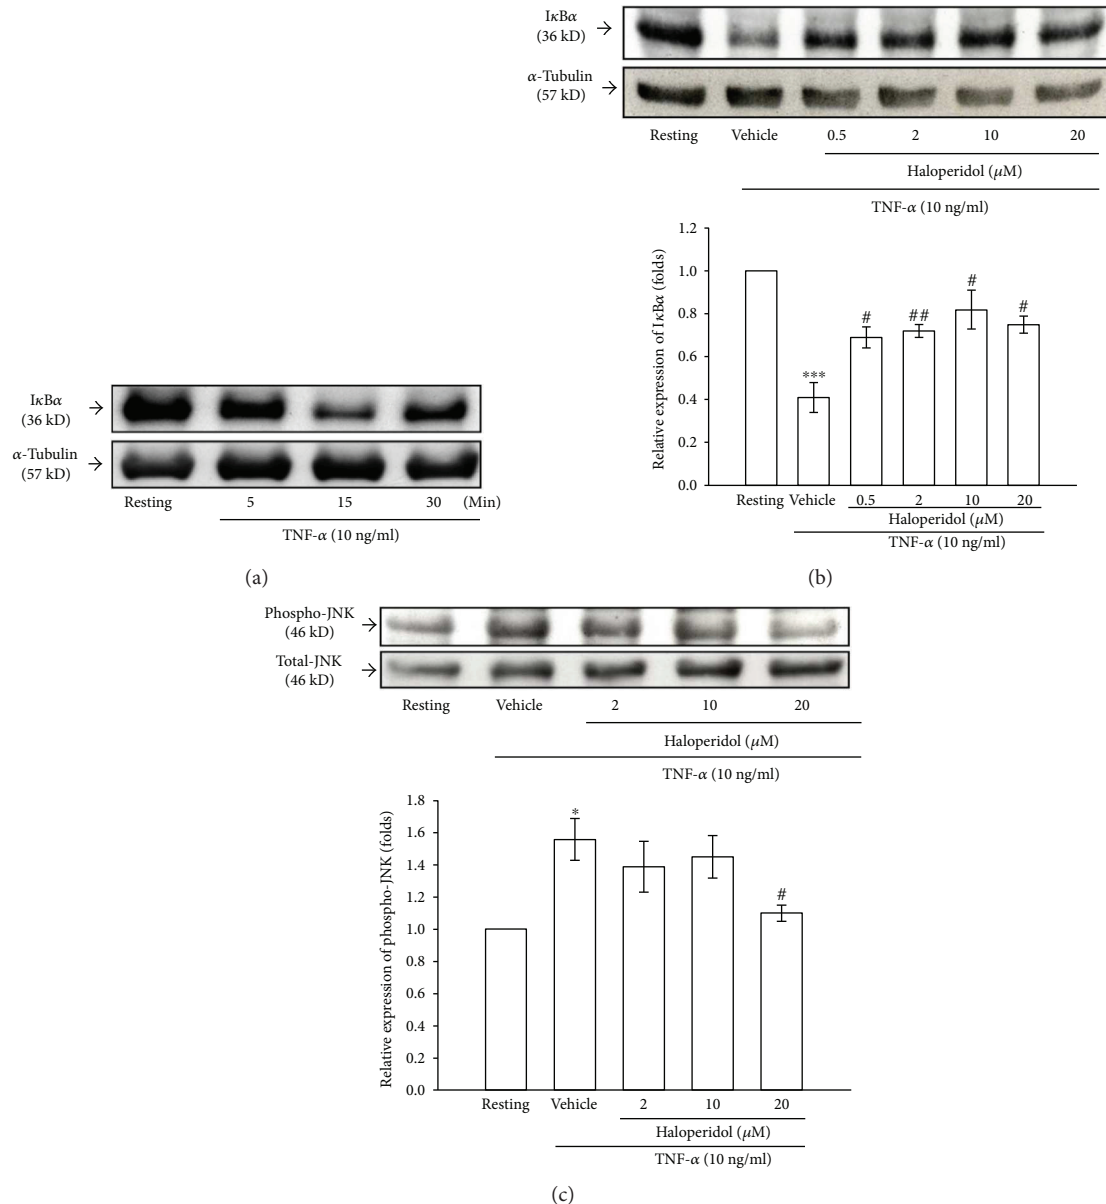 IκBα
(36 kD)
α-Tubulin
(57 kD)
Resting 5 15 30 (Min)
TNF-α (10 ng/ml)
(a)
IκBα
(36 kD)
α-Tubulin
(57 kD)
Resting Vehicle 0.5 2 10 20
Haloperidol (μM)
TNF-α (10 ng/ml)
Relative expression of IκBα (folds)
1.2
1.0
0.8
0.6
0.4
0.2
0.0
*** # ## # #
Resting Vehicle 0.5 2 10 20
Haloperidol (μM)
TNF-α (10 ng/ml)
(b)
Phospho-JNK
(46 kD)
Total-JNK
(46 kD)
Resting Vehicle 2 10 20
Haloperidol (μM)
TNF-α (10 ng/ml)
Relative expression of phospho-JNK (folds)
1.8
1.6
1.4
1.2
1.0
0.8
0.6
0.4
0.2
0.0
* #
Resting Vehicle 2 10 20
Haloperidol (μM)
TNF-α (10 ng/ml)
(c)